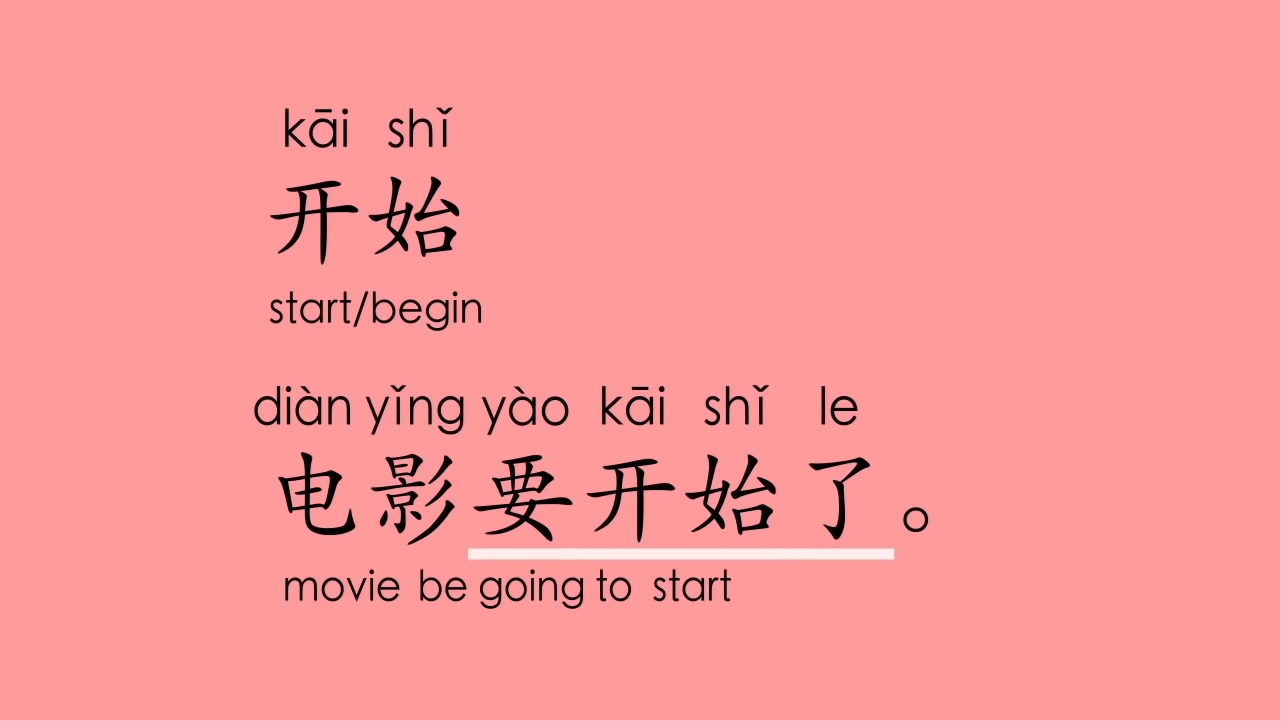 kāi shǐ
开始
start/begin
diàn yǐng yào kāi shǐ le
电影要开始了。
movie be going to start